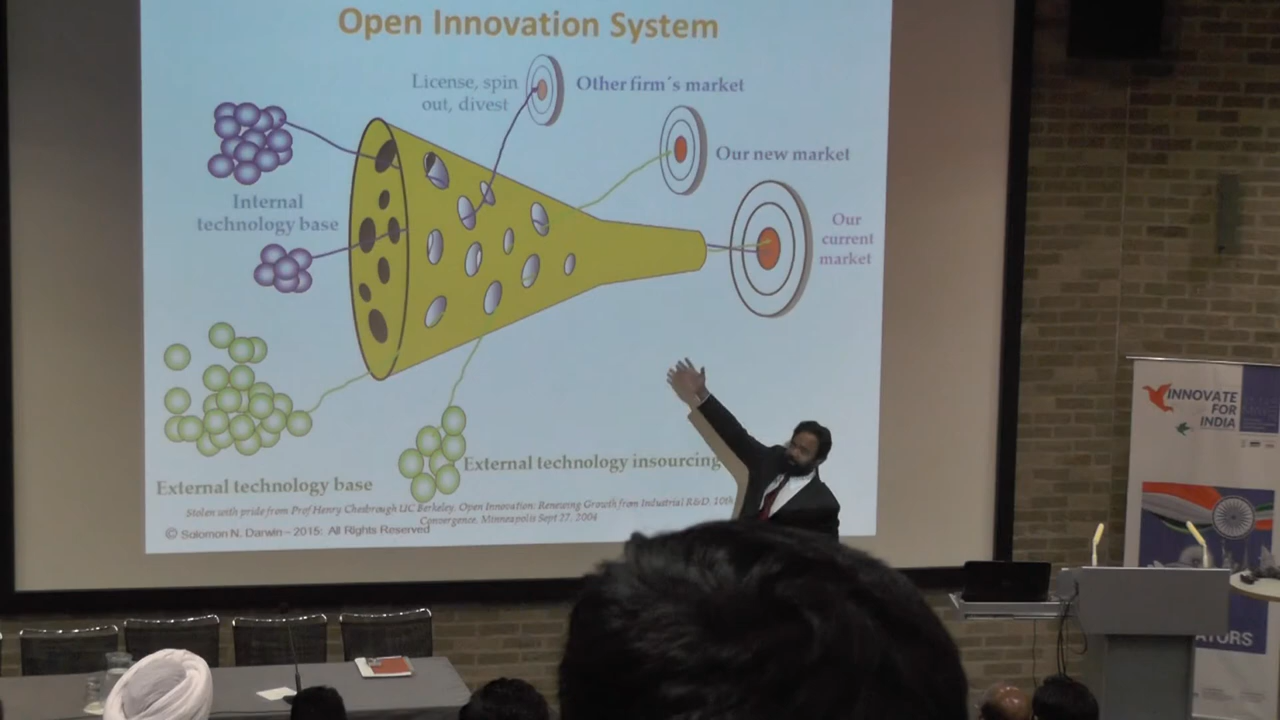 Open Innovation System
License, spin
out, divest
Other firm´s market
Our new market
Our
current
market
Internal
technology base
External technology insourcing
External technology base
Stolen with pride from Prof Henry Chesbrough UC Berkeley. Open Innovation: Renewing Growth from Industrial R&D. 10th
Convergence. Minneapolis Sept 27. 2004
© Solomon N. Darwin – 2015: All Rights Reserved
INNOVATE
FOR
INDIA